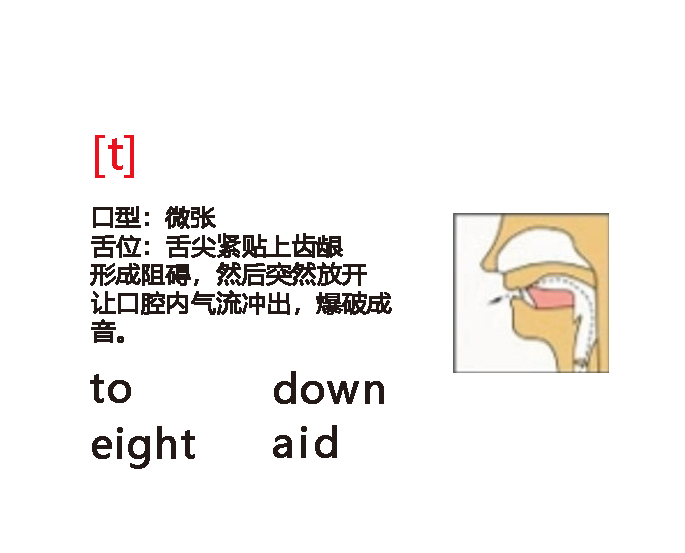 [t]
口型：微张
舌位：舌尖紧贴上齿龈
形成阻碍，然后突然放开
让口腔内气流冲出，爆破成
音。
to down
eight aid